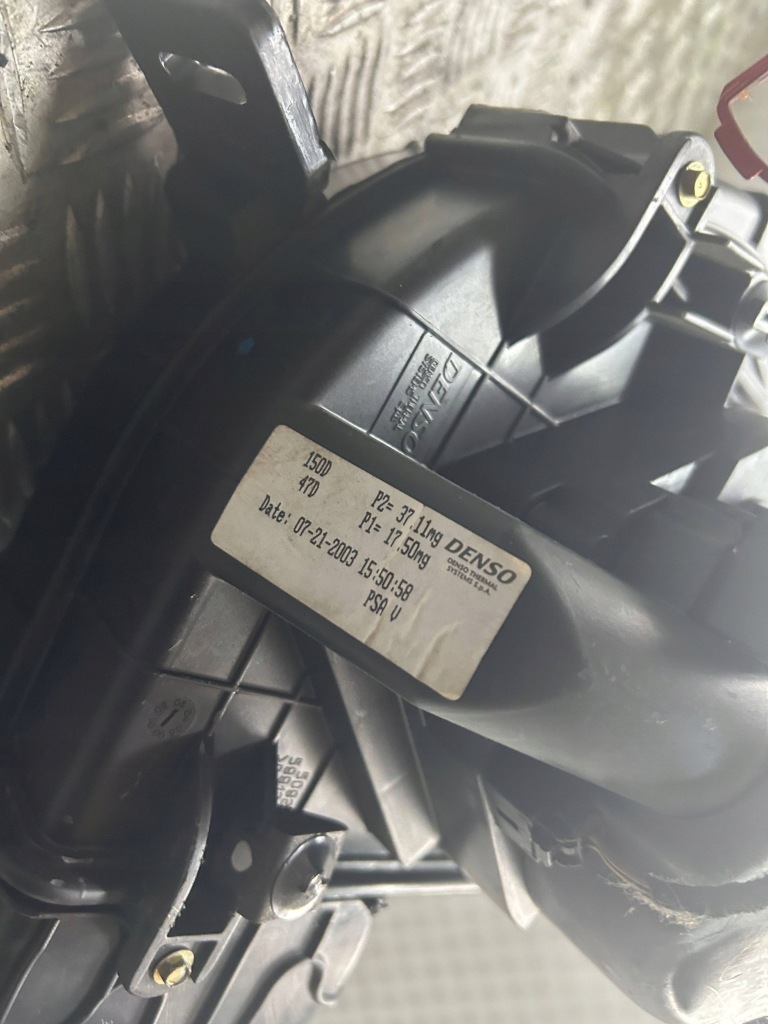 DENSO
150D
47D
P2= 37.11mg
P1= 17.50mg
Date: 07-21-2003 15:50:58
PSA V
DENSO
DENSO THERMAL
SYSTEMS S.p.A.